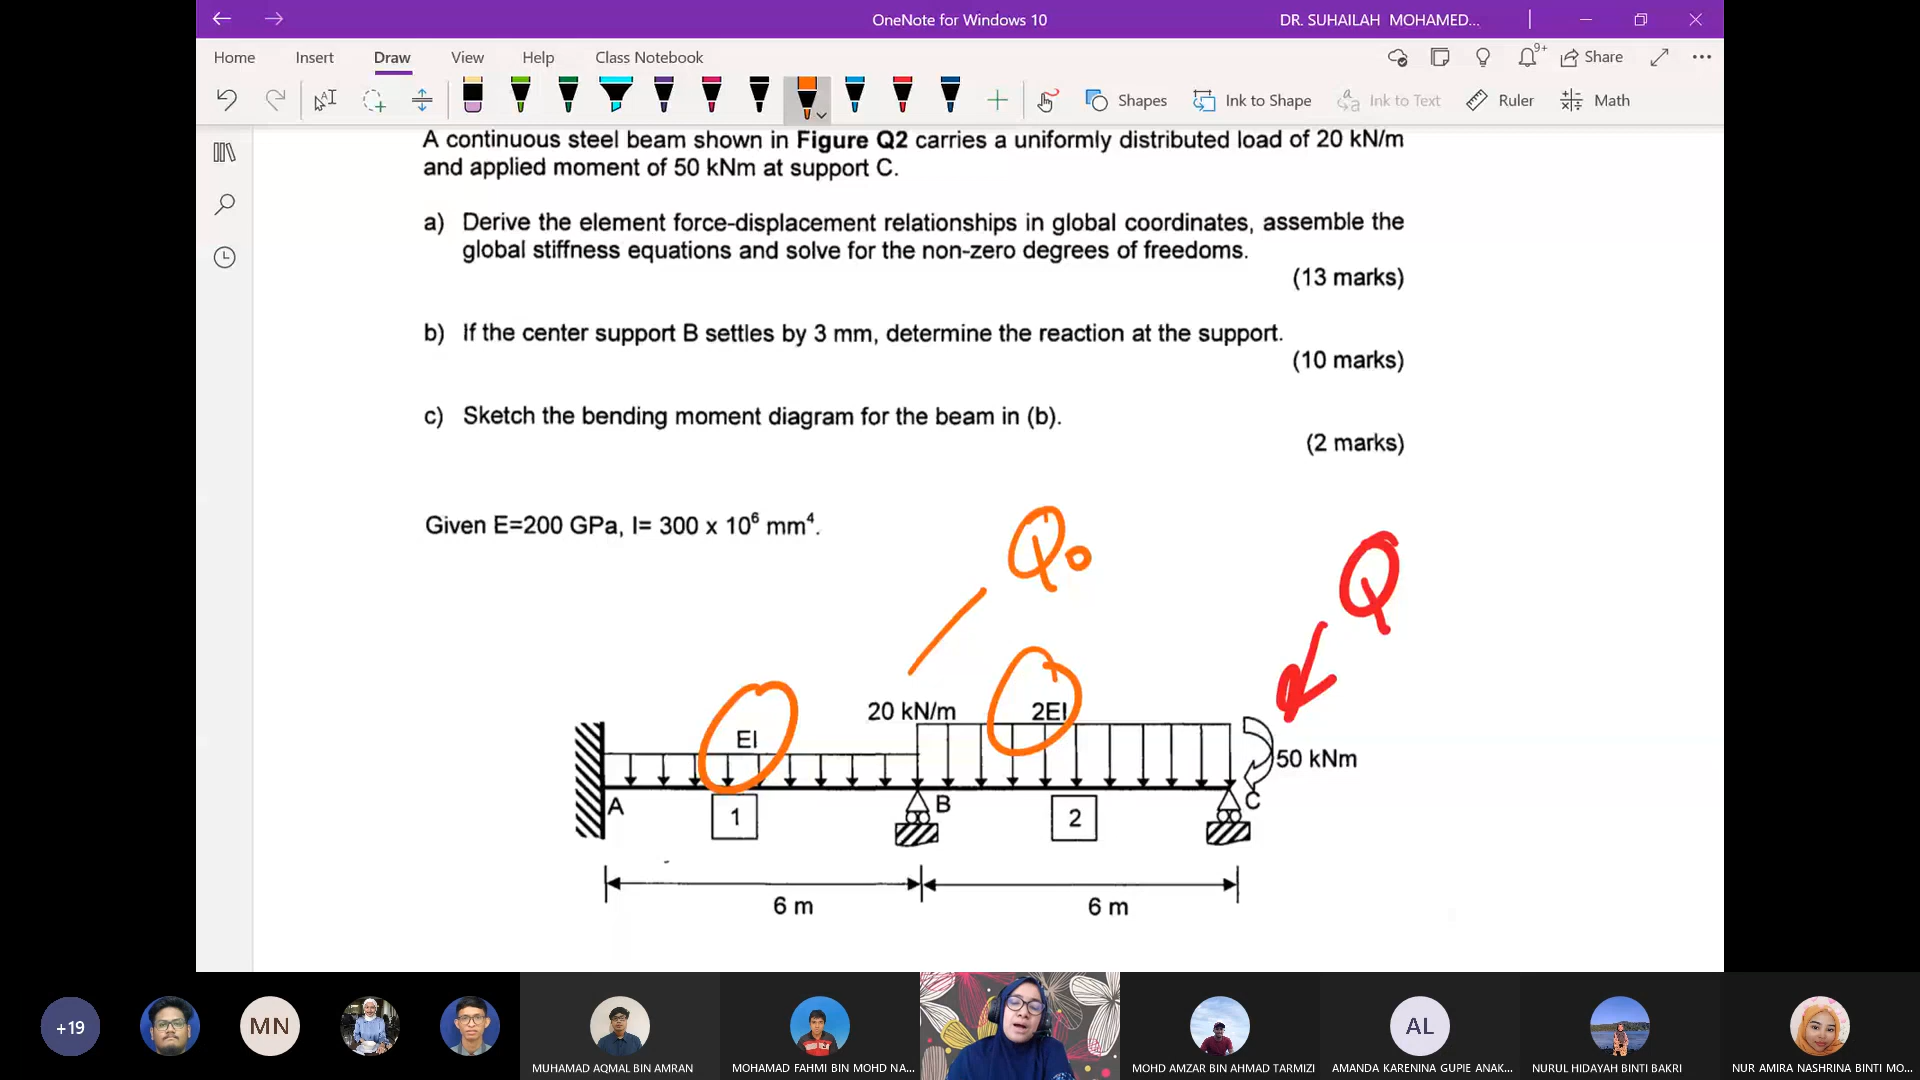 OneNote for Windows 10
DR. SUHAILAH MOHAMED...
Home Insert Draw View Help Class Notebook
9+
Share
Shapes
Ink to Shape
Ink to Text
Ruler
Math
A continuous steel beam shown in Figure Q2 carries a uniformly distributed load of 20 kN/m
and applied moment of 50 kNm at support C.
a) Derive the element force-displacement relationships in global coordinates, assemble the
global stiffness equations and solve for the non-zero degrees of freedoms.
(13 marks)
b) If the center support B settles by 3 mm, determine the reaction at the support.
(10 marks)
c) Sketch the bending moment diagram for the beam in (b).
(2 marks)
Given E=200 GPa, I= 300 x 10⁶ mm⁴.
Qo
Q
20 kN/m
2EI
EI
50 kNm
A
B
C
1
2
6 m
6 m
+19
MN
AL
MUHAMAD AQMAL BIN AMRAN
MOHAMAD FAHMI BIN MOHD NA...
MOHD AMZAR BIN AHMAD TARMIZI
AMANDA KARENINA GUPIE ANAK...
NURUL HIDAYAH BINTI BAKRI
NUR AMIRA NASHRINA BINTI MO...